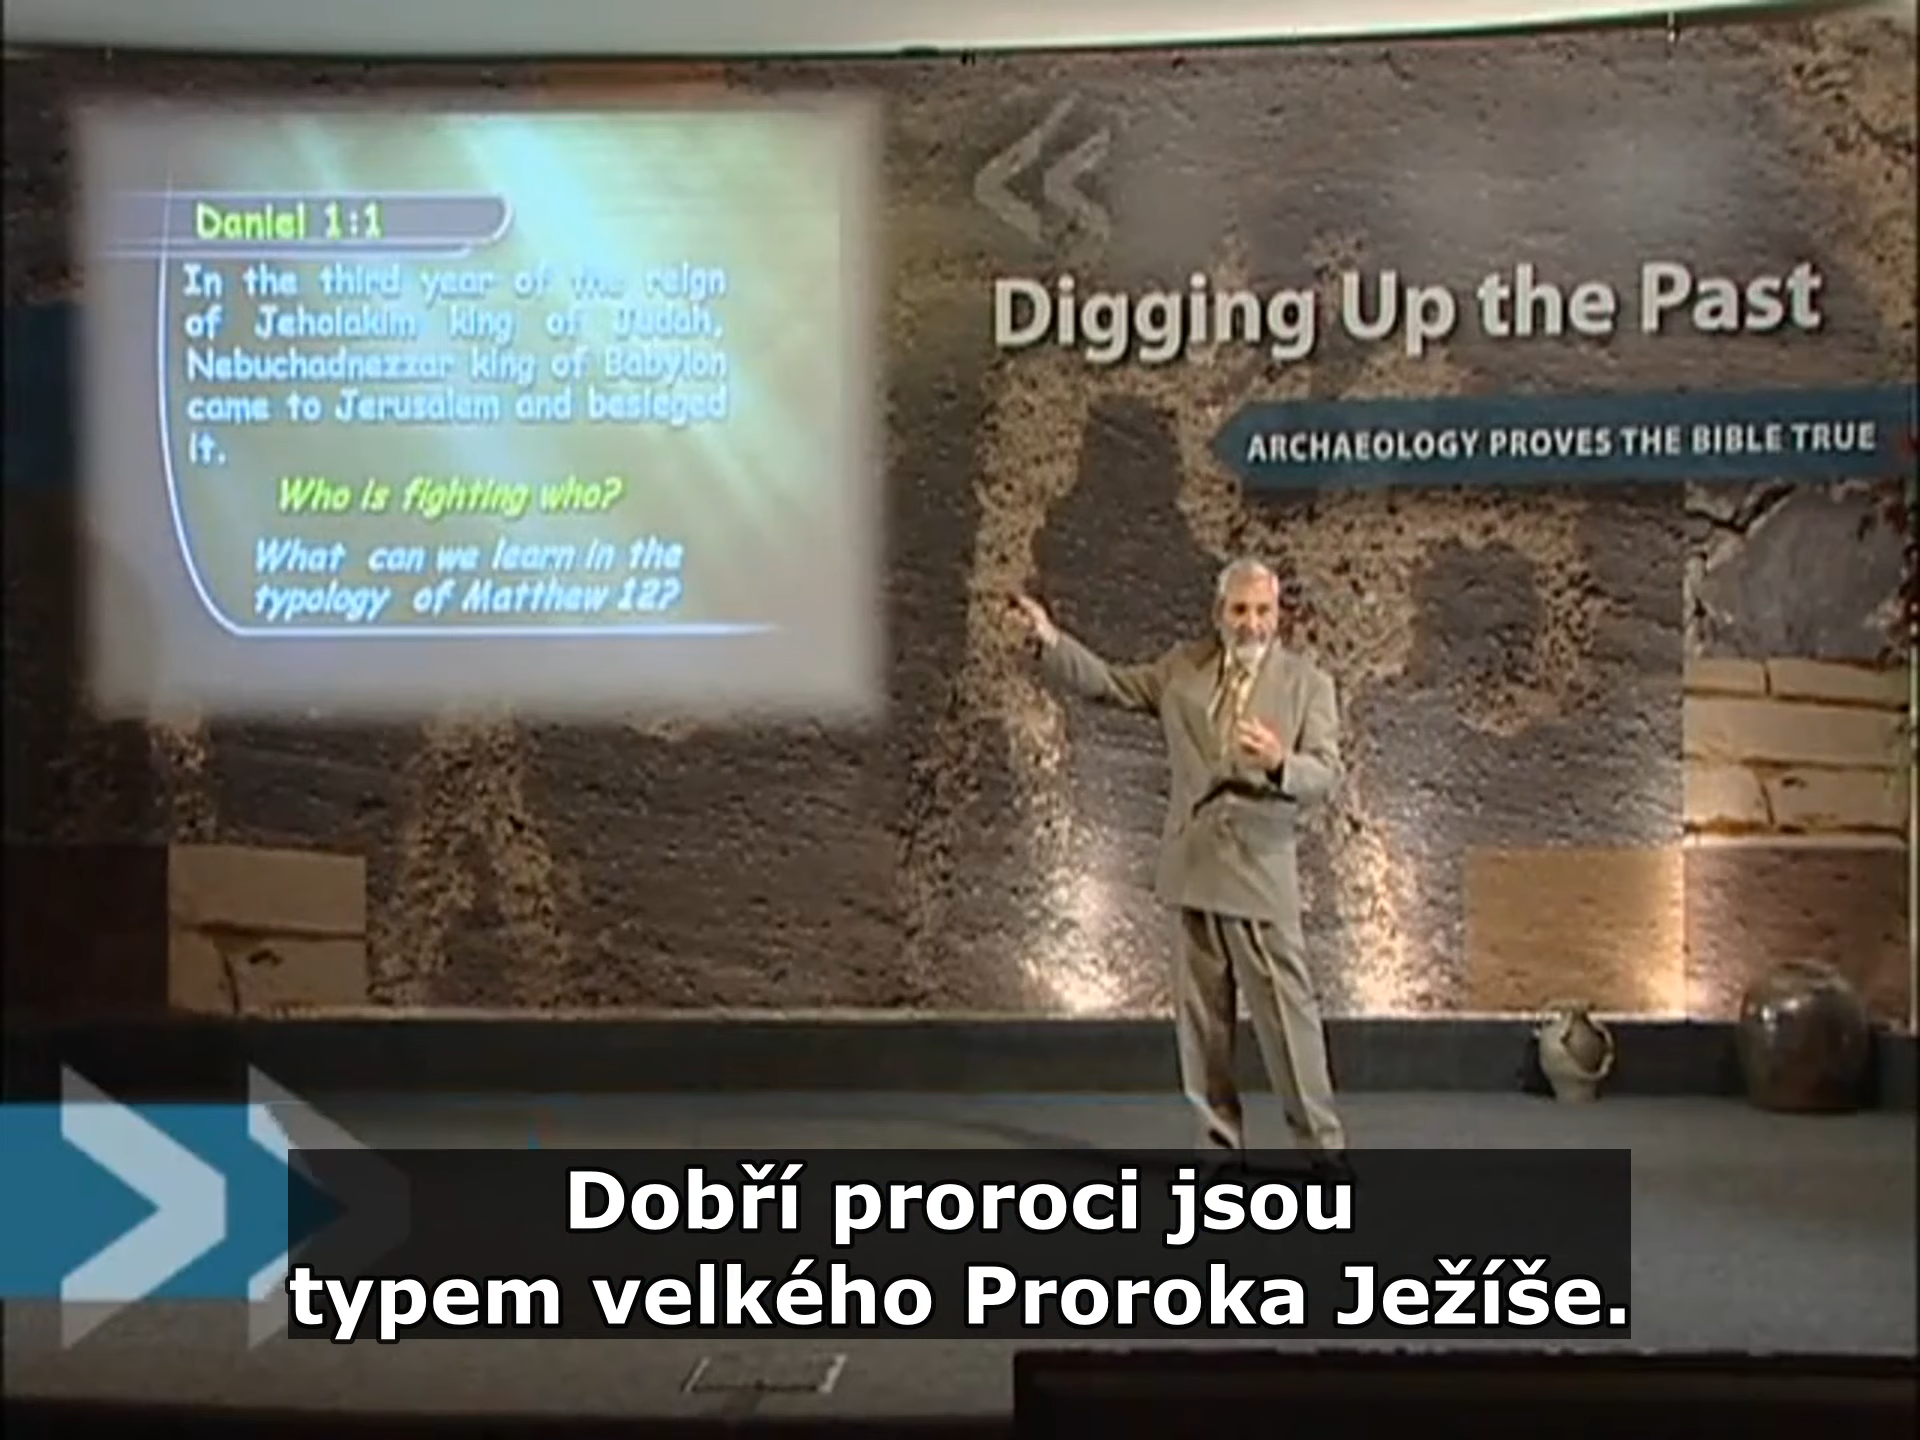 Daniel 1:1
In the third year of the reign
of Jehoiakim king of Judah,
Nebuchadnezzar king of Babylon
came to Jerusalem and besieged
it.
Who is fighting who?
What can we learn in the
typology of Matthew 12?
Digging Up the Past
ARCHAEOLOGY PROVES THE BIBLE TRUE
Dobří proroci jsou
typem velkého Proroka Ježíše.